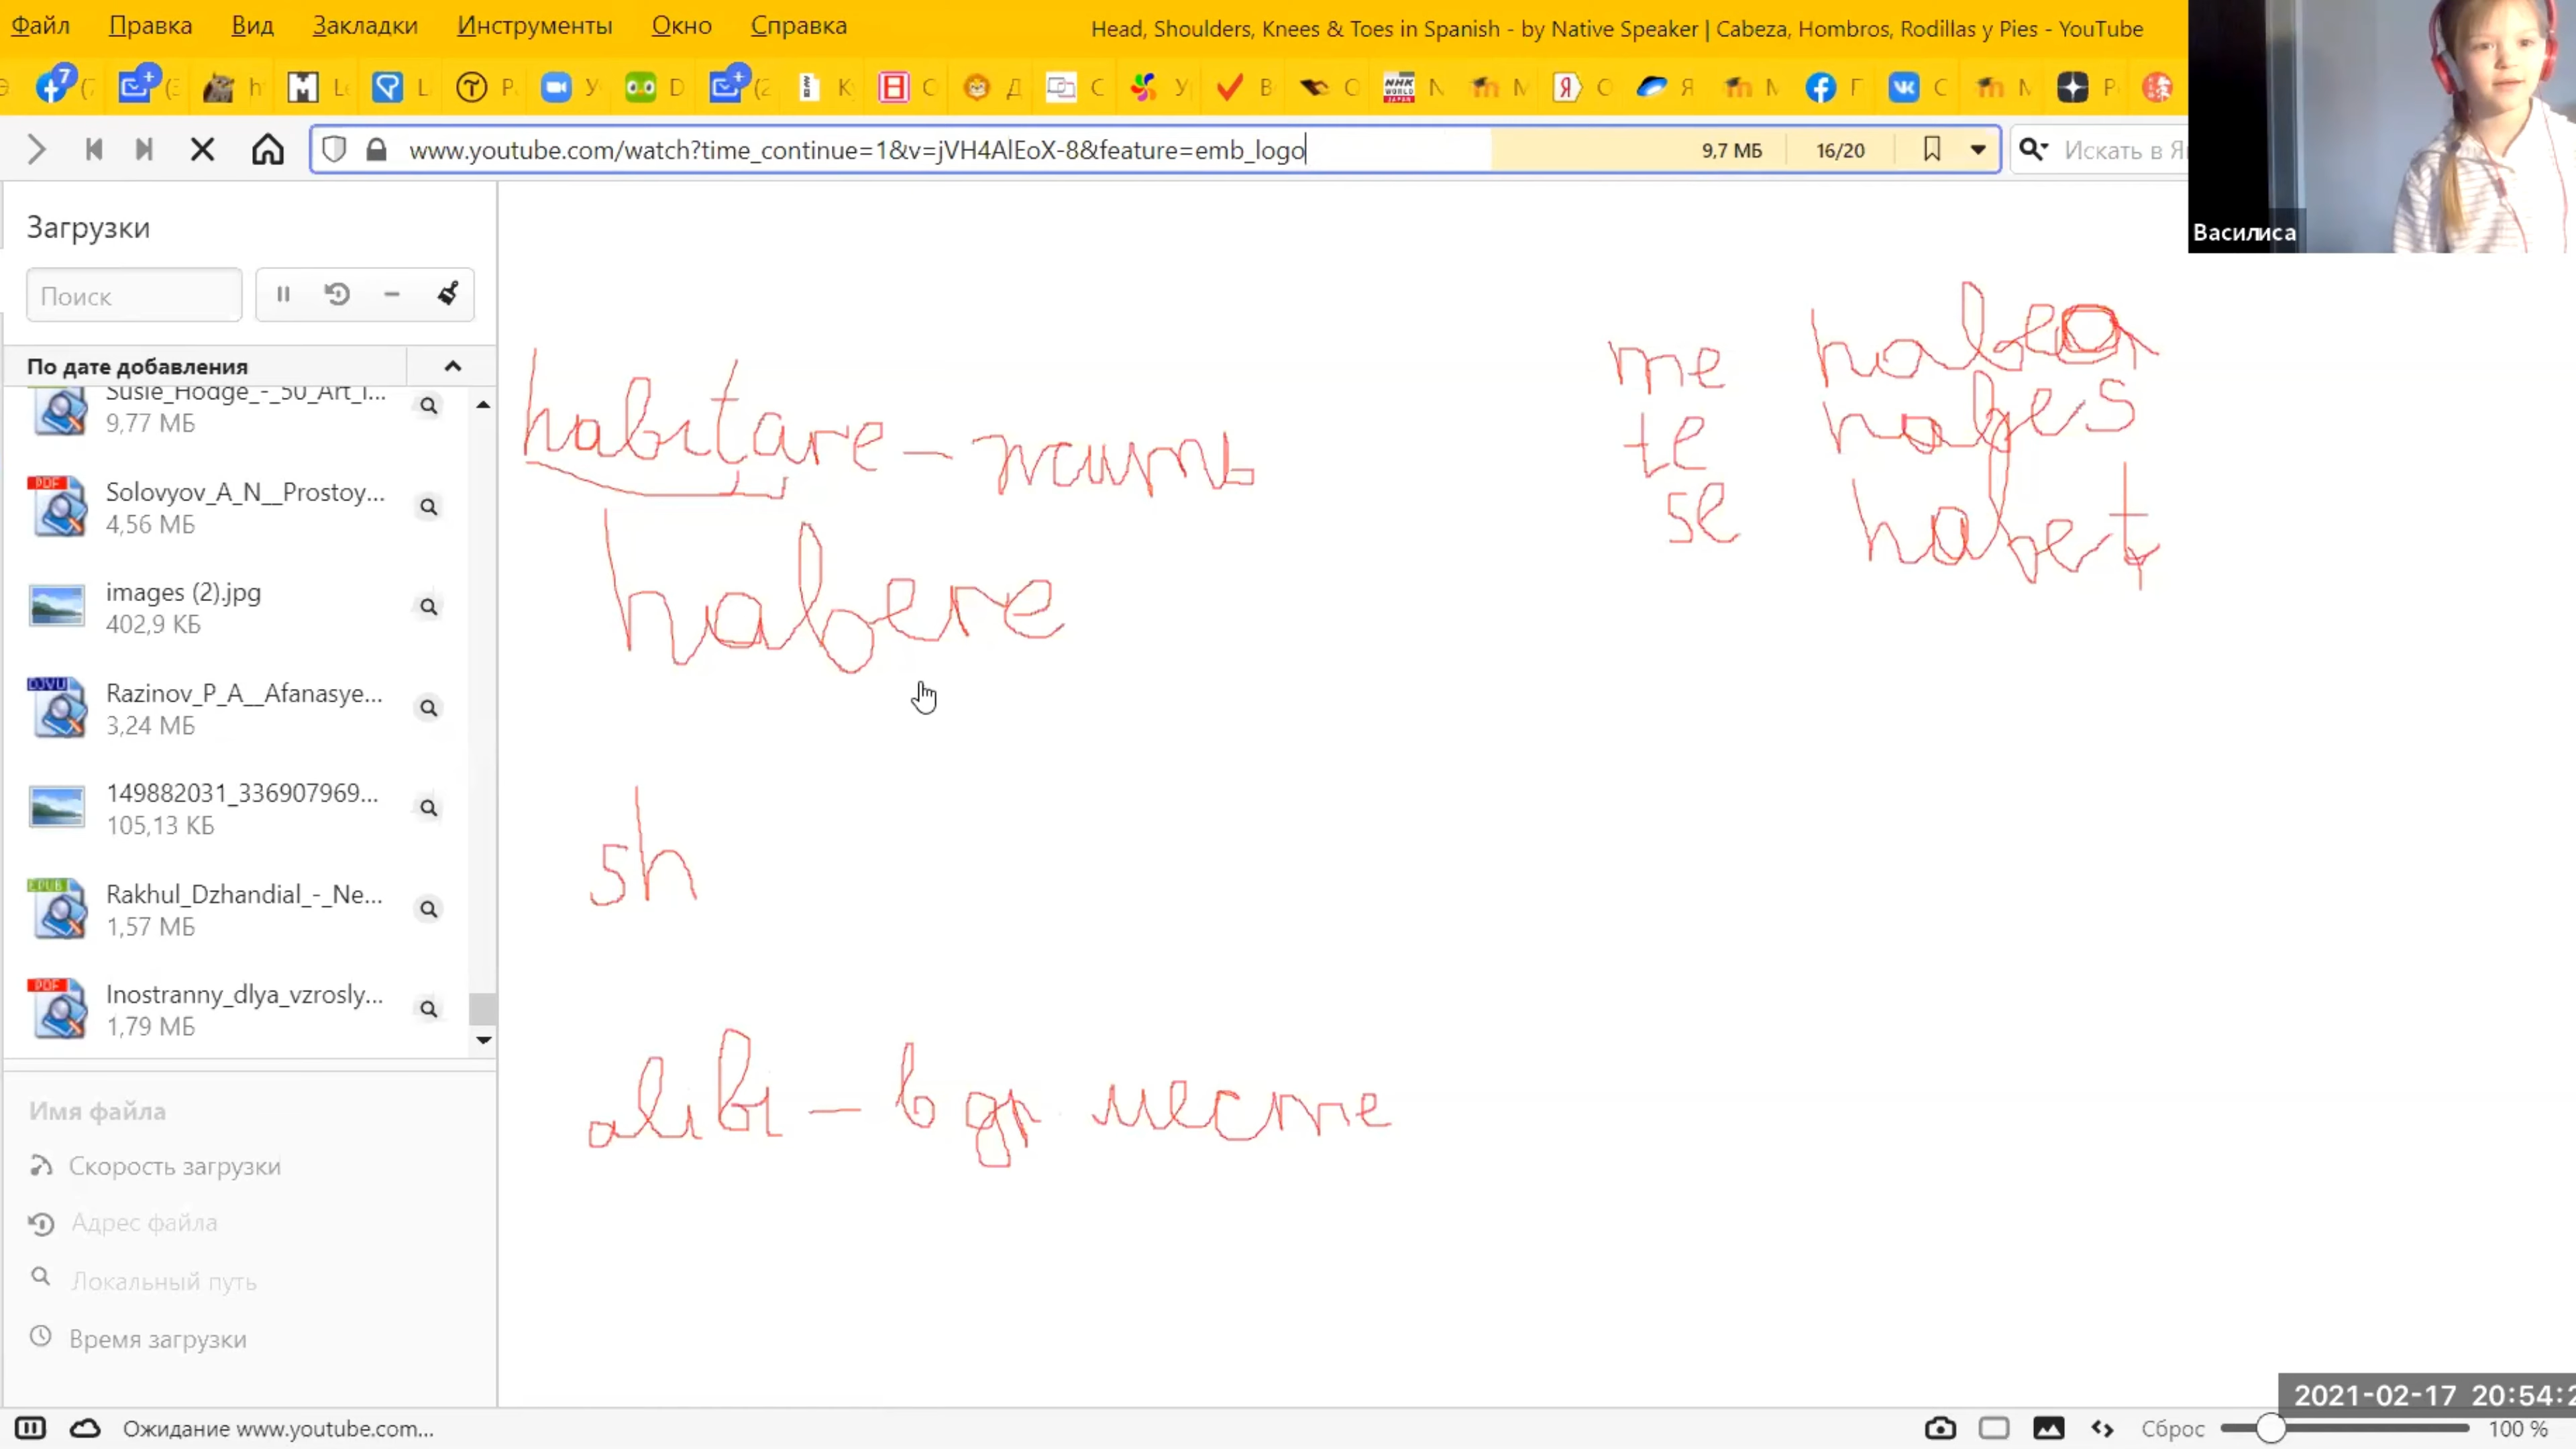 Файл Правка Вид Закладки Инструменты Окно Справка
Head, Shoulders, Knees & Toes in Spanish - by Native Speaker | Cabeza, Hombros, Rodillas y Pies - YouTube
www.youtube.com/watch?time_continue=1&v=jVH4AlEoX-8&feature=emb_logo 9,7 МБ 16/20 Искать в Я
Василиса
Загрузки
Поиск
По дате добавления
Susie_Hodge_-_50_Art_I...
9,77 МБ
Solovyov_A_N__Prostoy...
4,56 МБ
images (2).jpg
402,9 КБ
Razinov_P_A__Afanasye...
3,24 МБ
149882031_336907969...
105,13 КБ
Rakhul_Dzhandial_-_Ne...
1,57 МБ
Inostranny_dlya_vzrosly...
1,79 МБ
Имя файла
Скорость загрузки
Адрес файла
Локальный путь
Время загрузки
habitare – жить
habere
sh
alibi – в др месте
me habeo
te habes
se habet
2021-02-17 20:54:2
Ожидание www.youtube.com...
Сброс 100 %